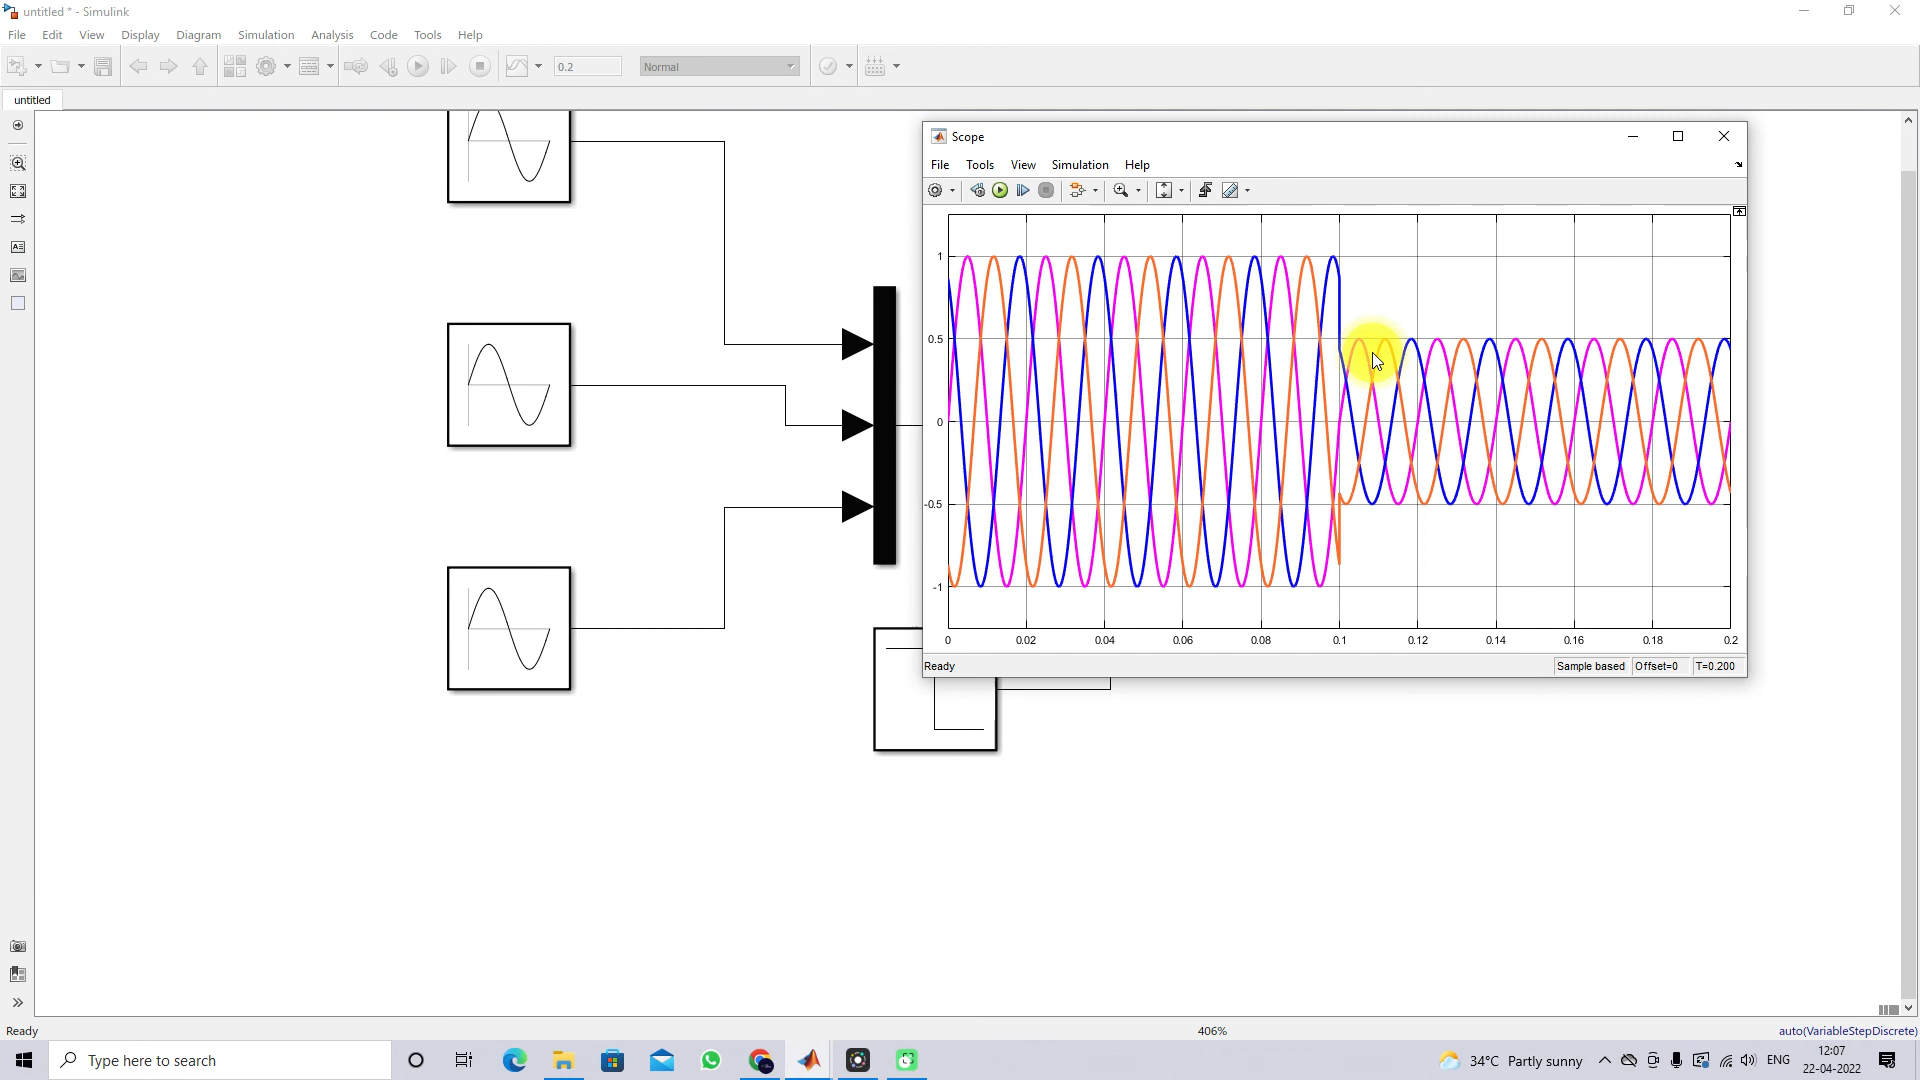 untitled * - Simulink
File Edit View Display Diagram Simulation Analysis Code Tools Help
0.2 Normal
untitled
Scope
File Tools View Simulation Help
1
0.5
0
-0.5
-1
0 0.02 0.04 0.06 0.08 0.1 0.12 0.14 0.16 0.18 0.2
Ready Sample based Offset=0 T=0.200
Ready 406% auto(VariableStepDiscrete)
Type here to search 34°C Partly sunny ENG 12:07
22-04-2022